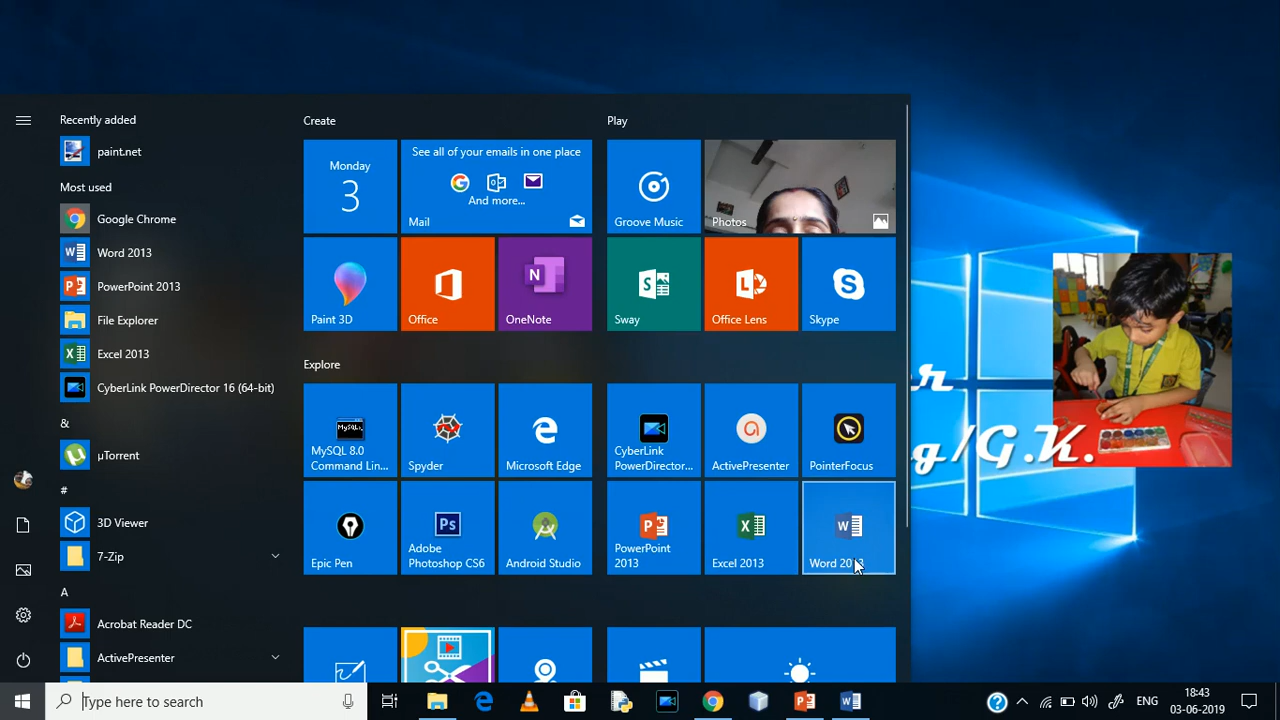 Recently added
paint.net
Most used
Google Chrome
Word 2013
PowerPoint 2013
File Explorer
Excel 2013
CyberLink PowerDirector 16 (64-bit)
&
µTorrent
#
3D Viewer
7-Zip
A
Acrobat Reader DC
ActivePresenter
Create
Monday
3
See all of your emails in one place
And more...
Mail
Paint 3D
Office
N
OneNote
Play
Groove Music
Photos
Sway
Office Lens
Skype
Explore
MySQL 8.0
Command Lin...
Spyder
Microsoft Edge
Epic Pen
Ps
Adobe
Photoshop CS6
Android Studio
CyberLink
PowerDirector...
ActivePresenter
PointerFocus
PowerPoint
2013
Excel 2013
Word 2013
g/G.K.
Type here to search
ENG
18:43
03-06-2019